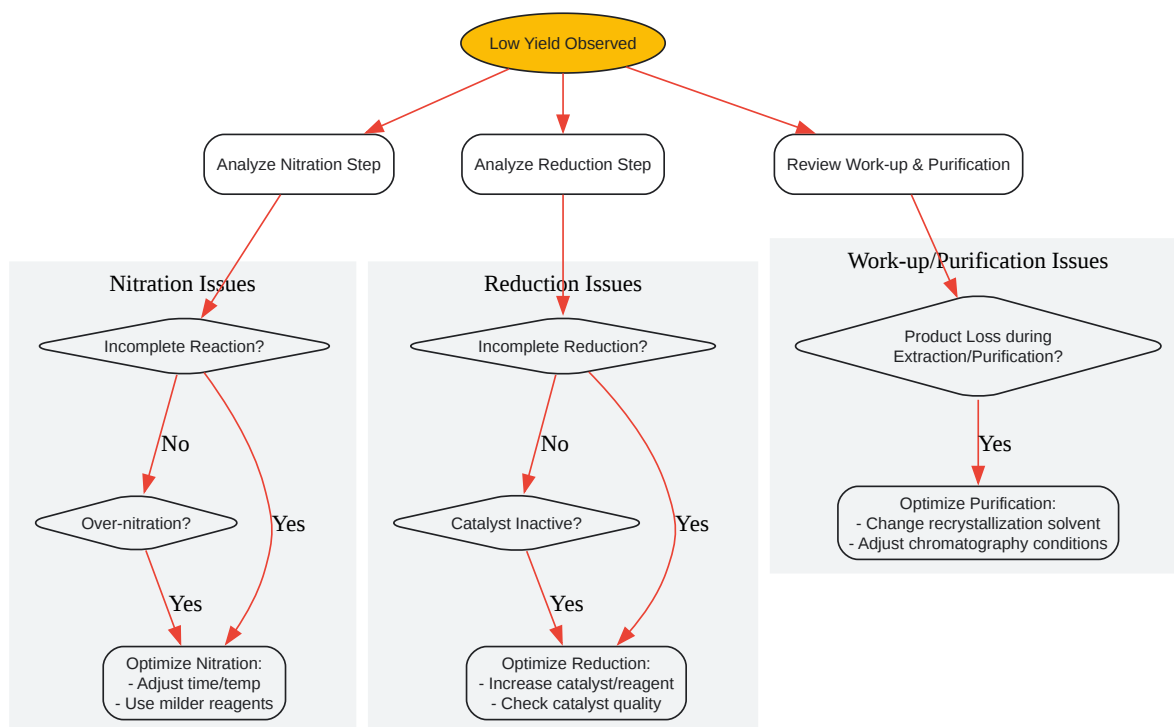 Low Yield Observed
Analyze Nitration Step
Analyze Reduction Step
Review Work-up & Purification
Nitration Issues
Incomplete Reaction?
No
Over-nitration?
Yes
Yes
Optimize Nitration:
- Adjust time/temp
- Use milder reagents
Reduction Issues
Incomplete Reduction?
No
Catalyst Inactive?
Yes
Yes
Optimize Reduction:
- Increase catalyst/reagent
- Check catalyst quality
Work-up/Purification Issues
Product Loss during
Extraction/Purification?
Yes
Optimize Purification:
- Change recrystallization solvent
- Adjust chromatography conditions